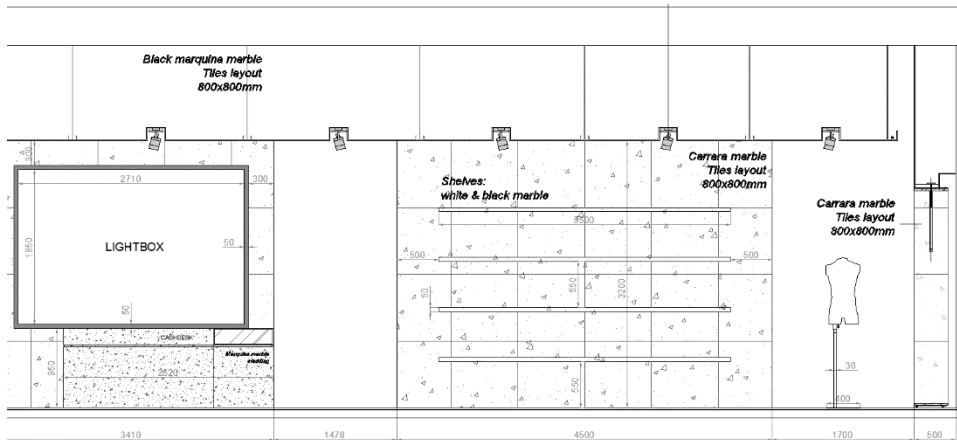 Black marquina marble
Tiles layout
800x800mm
300
2710
300
1850
LIGHTBOX
50
50
CASHDESK
Marquina marble
950
2520
Shelves:
white & black marble
3500
500
500
550
50
3200
550
Carrara marble
Tiles layout
800x800mm
Carrara marble
Tiles layout
800x800mm
30
400
3410
1478
4500
1700
500